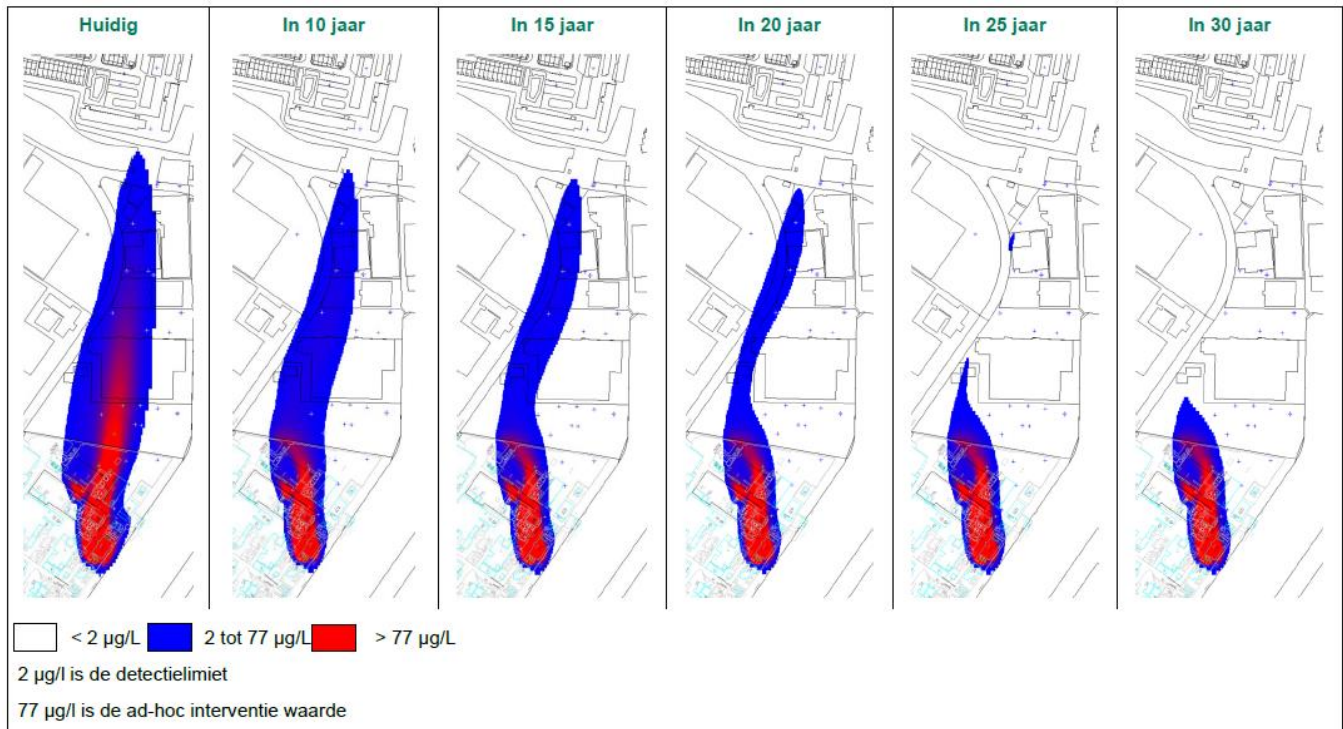 Huidig
In 10 jaar
In 15 jaar
In 20 jaar
In 25 jaar
In 30 jaar
< 2 µg/L 2 tot 77 µg/L > 77 µg/L
2 µg/l is de detectielimiet
77 µg/l is de ad-hoc interventie waarde